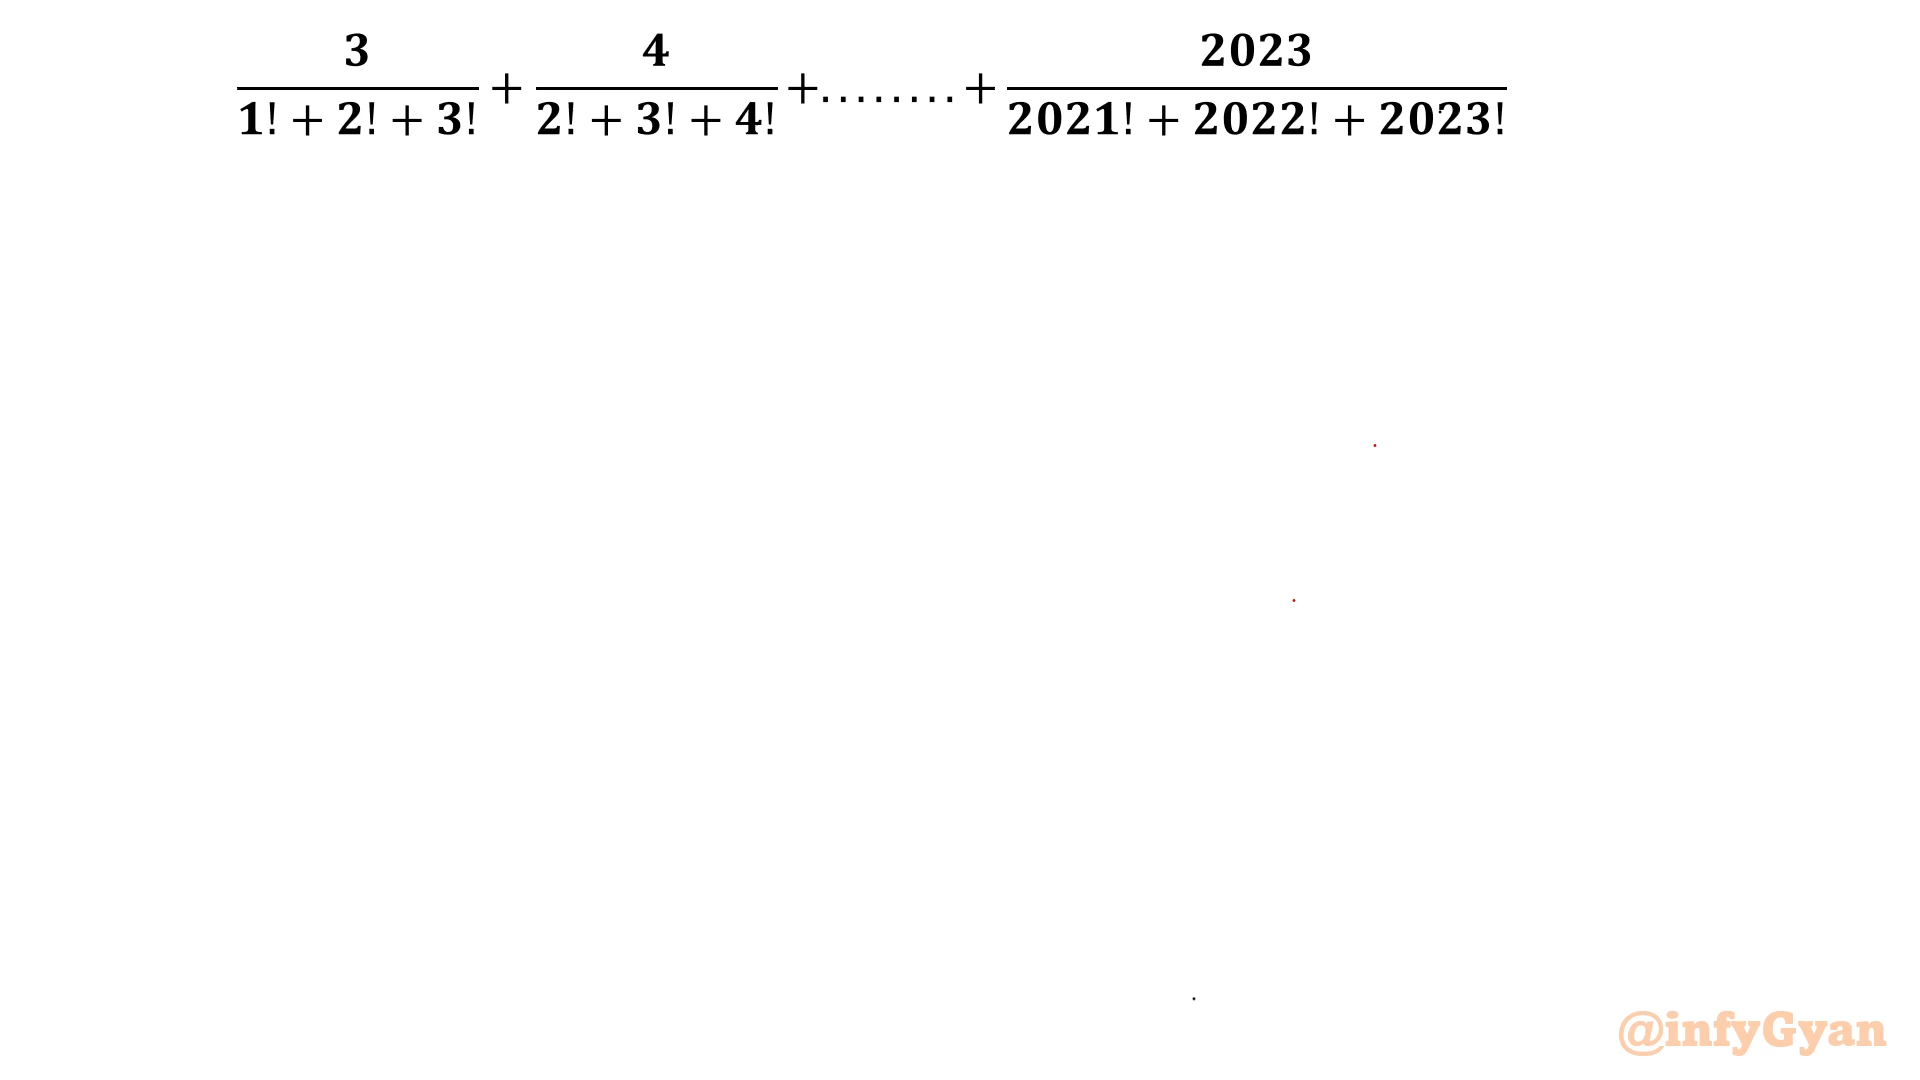 3/(1! + 2! + 3!) + 4/(2! + 3! + 4!) +........+ 2023/(2021! + 2022! + 2023!)
@infyGyan